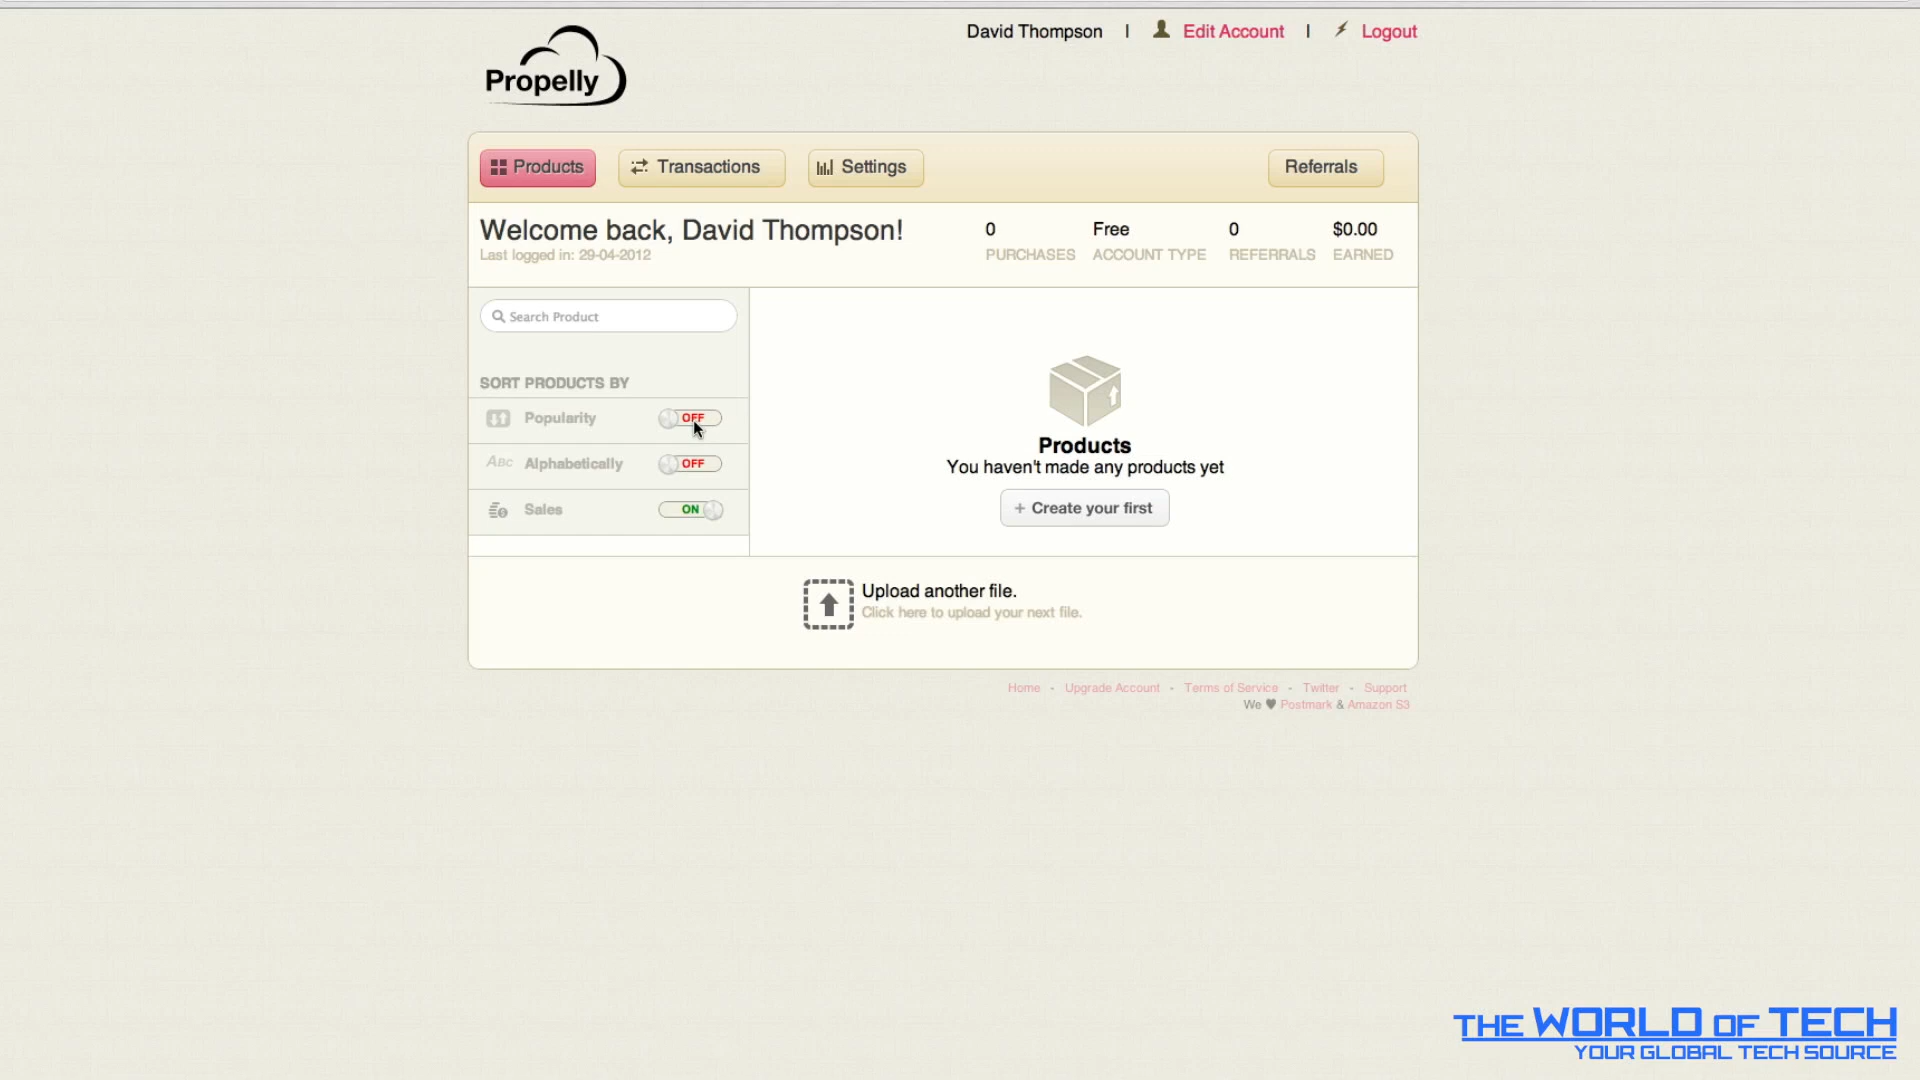 David Thompson | Edit Account | Logout
Propelly
Products Transactions Settings Referrals
Welcome back, David Thompson!
Last logged in: 29-04-2012
0 Free 0 $0.00
PURCHASES ACCOUNT TYPE REFERRALS EARNED
Search Product
SORT PRODUCTS BY
Popularity OFF
ABC Alphabetically OFF
Sales ON
Products
You haven't made any products yet
+ Create your first
Upload another file.
Click here to upload your next file.
Home - Upgrade Account - Terms of Service - Twitter - Support
We ♥ Postmark & Amazon S3
THE WORLD OF TECH
YOUR GLOBAL TECH SOURCE